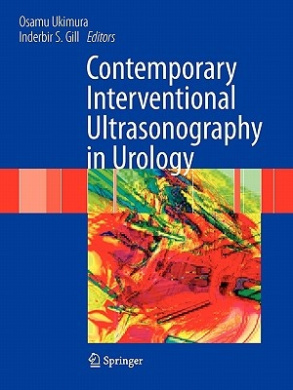 Osamu Ukimura
Inderbir S. Gill  Editors
Contemporary
Interventional
Ultrasonography
in Urology
Springer